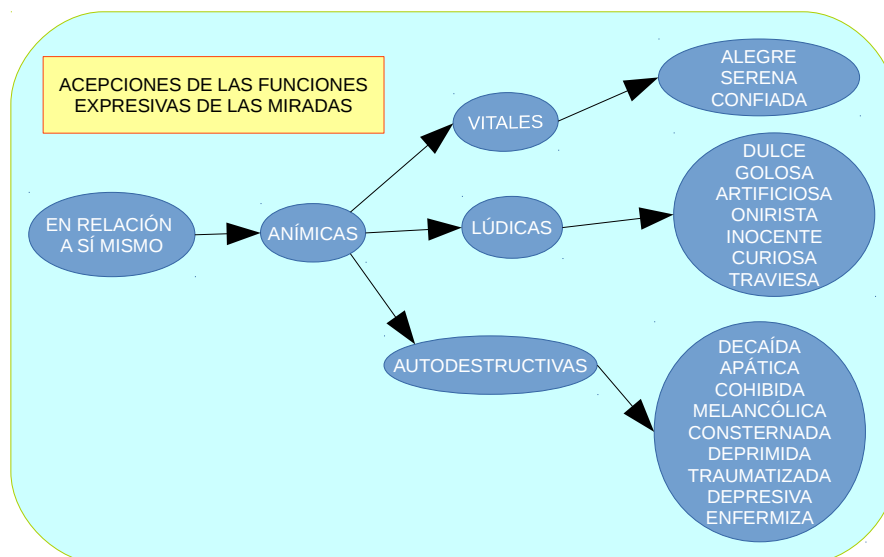 ACEPCIONES DE LAS FUNCIONES
EXPRESIVAS DE LAS MIRADAS
EN RELACIÓN
A SÍ MISMO
ANÍMICAS
VITALES
ALEGRE
SERENA
CONFIADA
LÚDICAS
DULCE
GOLOSA
ARTIFICIOSA
ONIRISTA
INOCENTE
CURIOSA
TRAVIESA
AUTODESTRUCTIVAS
DECAÍDA
APÁTICA
COHIBIDA
MELANCÓLICA
CONSTERNADA
DEPRIMIDA
TRAUMATIZADA
DEPRESIVA
ENFERMIZA